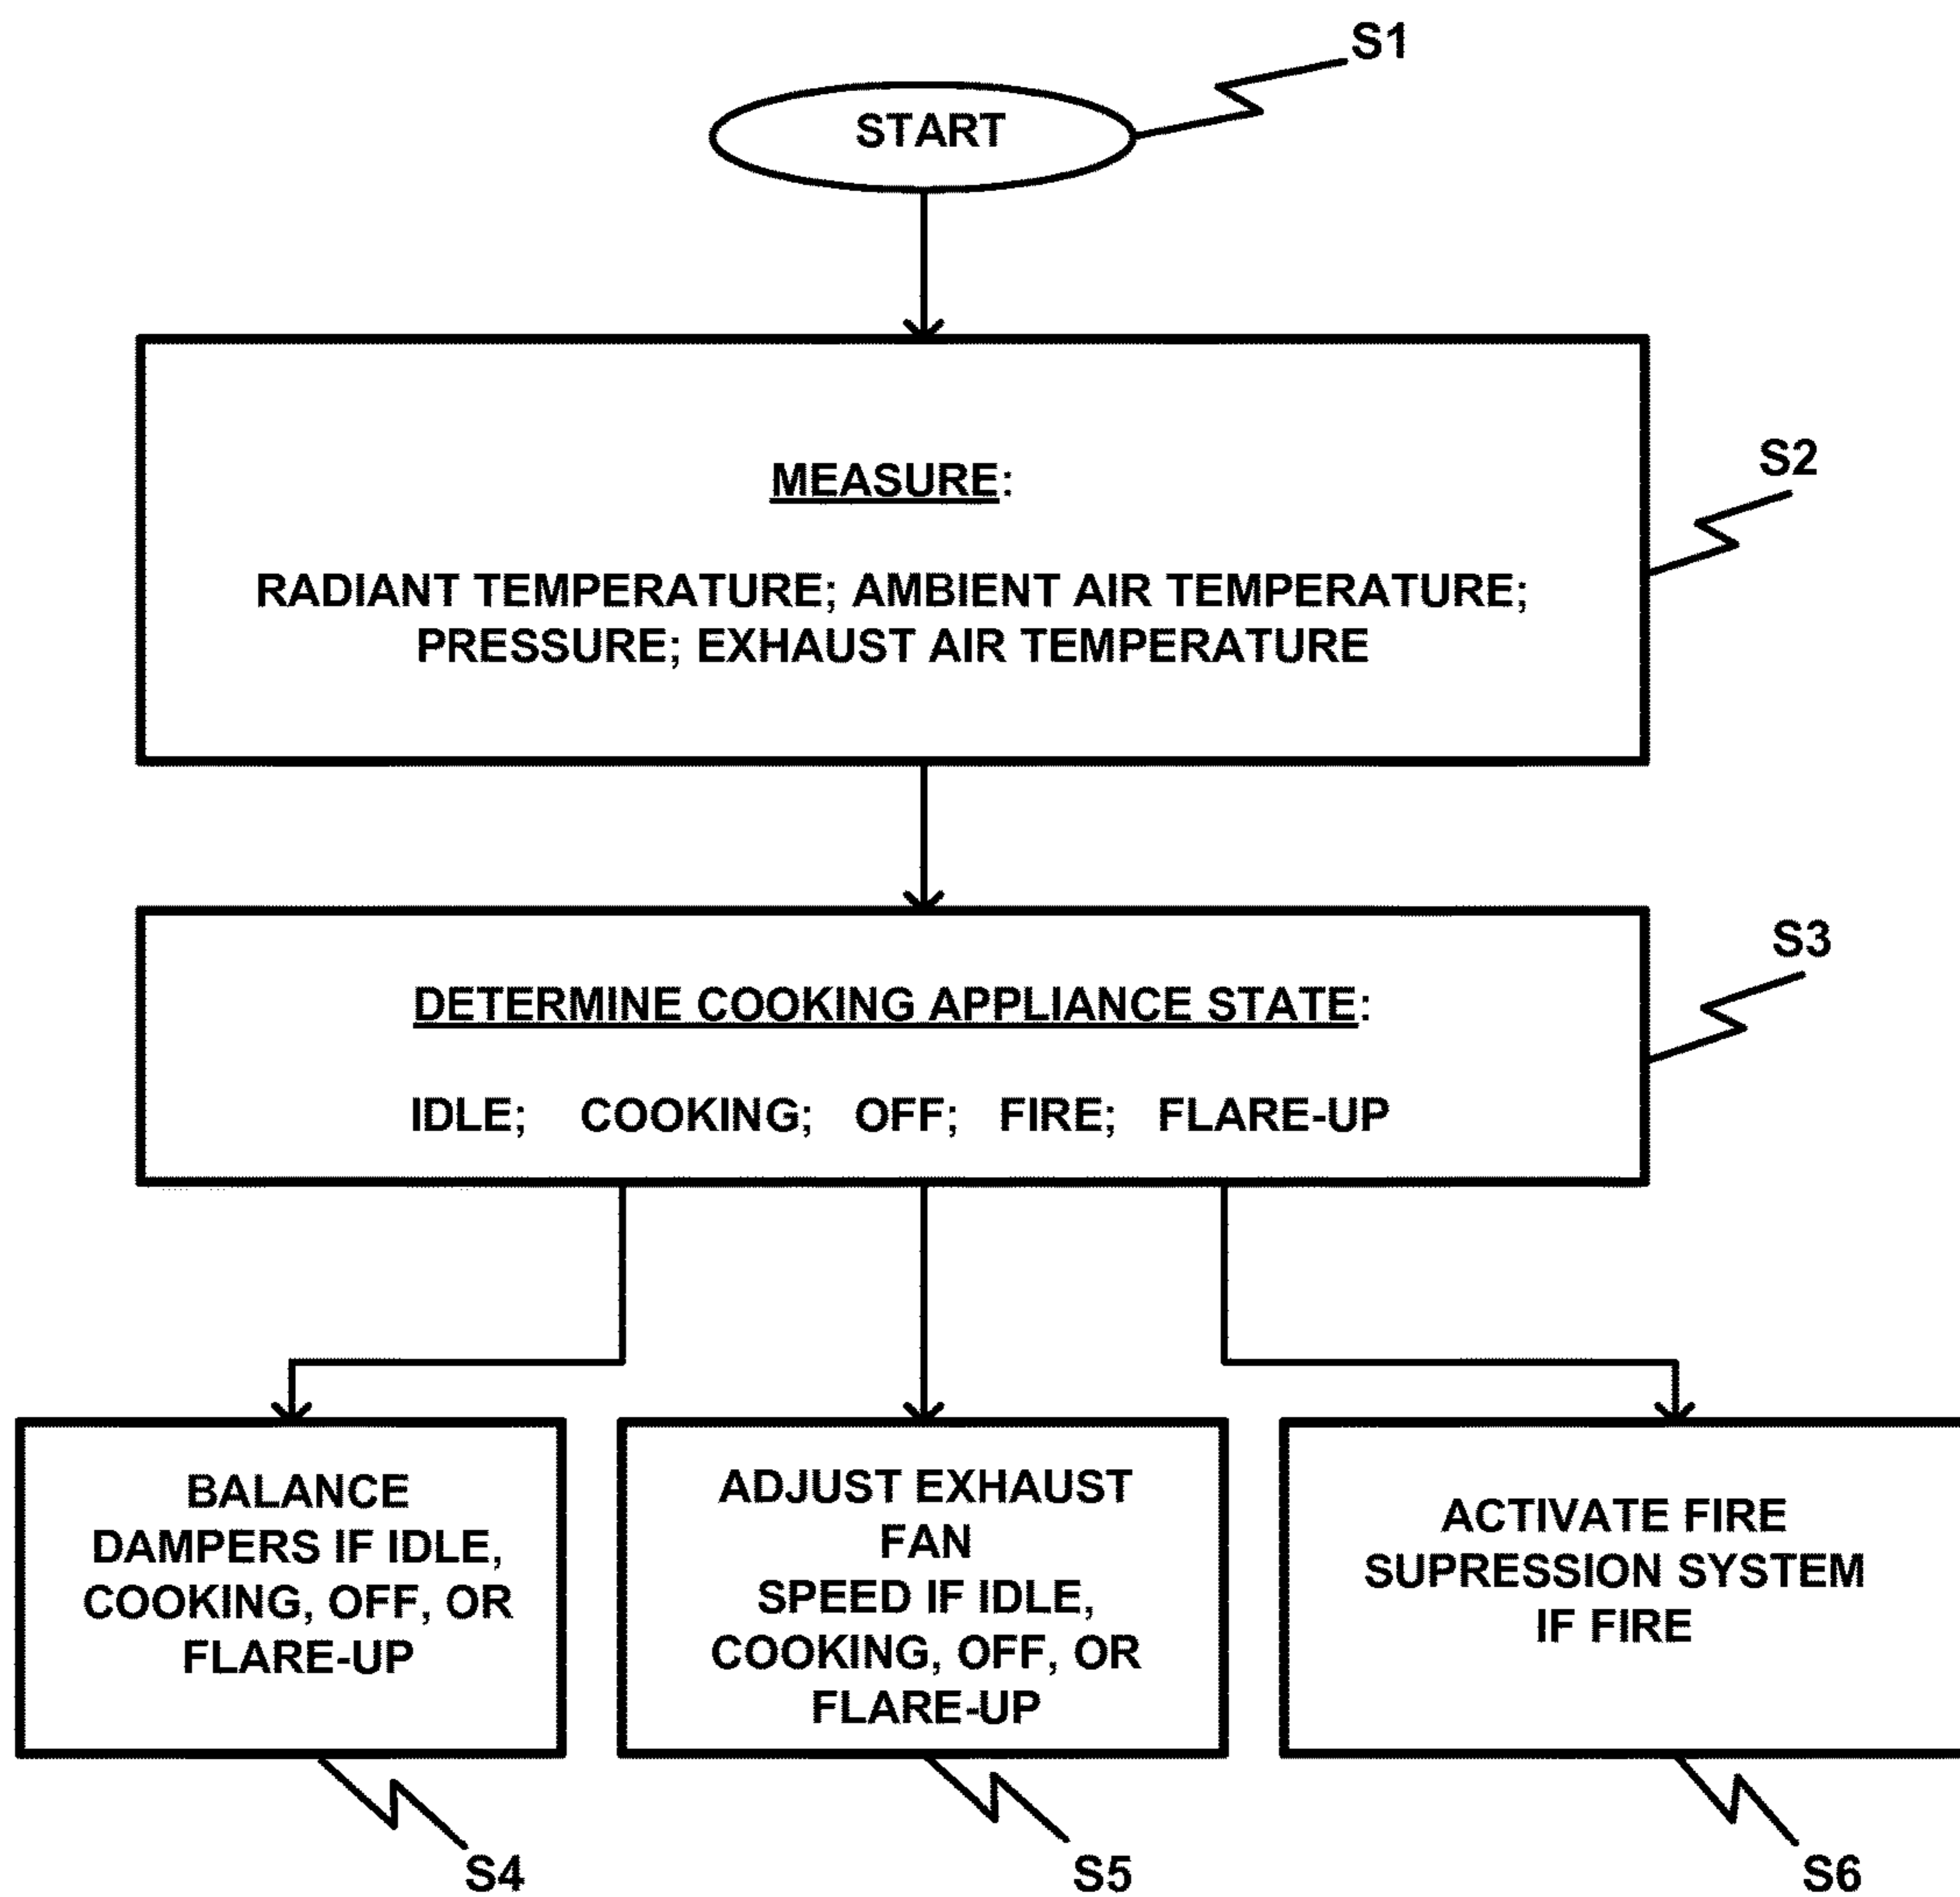 S1
START
S2
MEASURE:
RADIANT TEMPERATURE; AMBIENT AIR TEMPERATURE;
PRESSURE; EXHAUST AIR TEMPERATURE
S3
DETERMINE COOKING APPLIANCE STATE:
IDLE; COOKING; OFF; FIRE; FLARE-UP
BALANCE
DAMPERS IF IDLE,
COOKING, OFF, OR
FLARE-UP
ADJUST EXHAUST
FAN
SPEED IF IDLE,
COOKING, OFF, OR
FLARE-UP
ACTIVATE FIRE
SUPRESSION SYSTEM
IF FIRE
S4
S5
S6